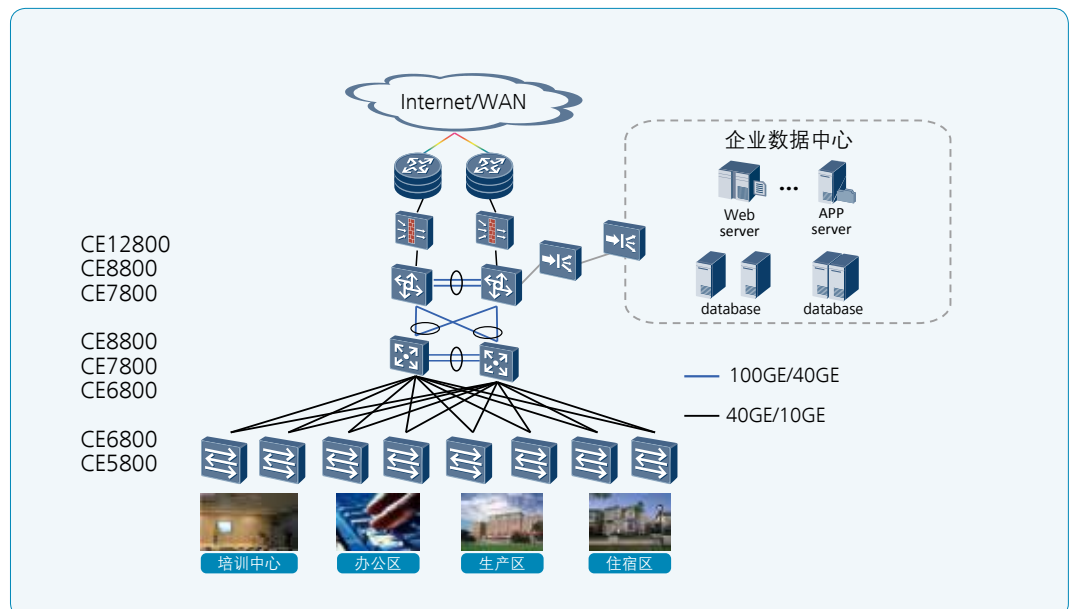 Internet/WAN
企业数据中心
...
Web
server
APP
server
database
database
CE12800
CE8800
CE7800
CE8800
CE7800
CE6800
100GE/40GE
40GE/10GE
CE6800
CE5800
培训中心
办公区
生产区
住宿区